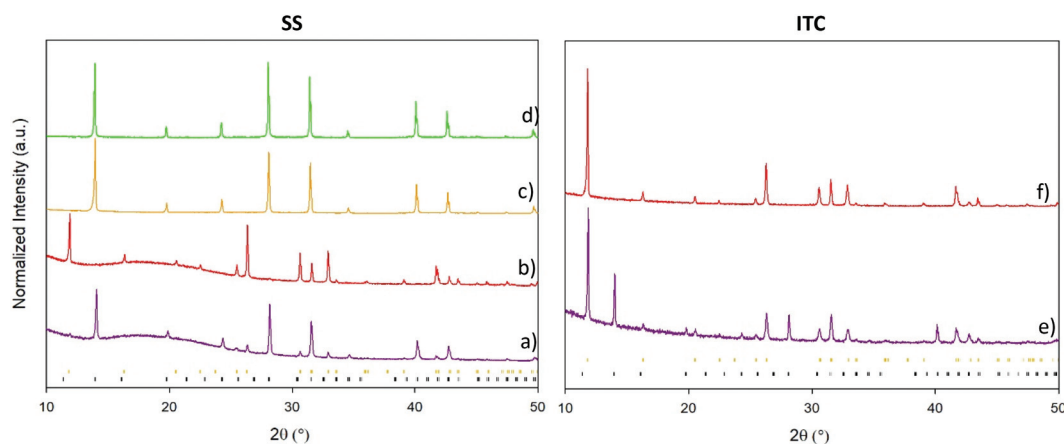 SS
ITC
Normalized Intensity (a.u.)
d)
c)
b)
a)
f)
e)
10 20 30 40 50
10 20 30 40 50
2θ (°)
2θ (°)